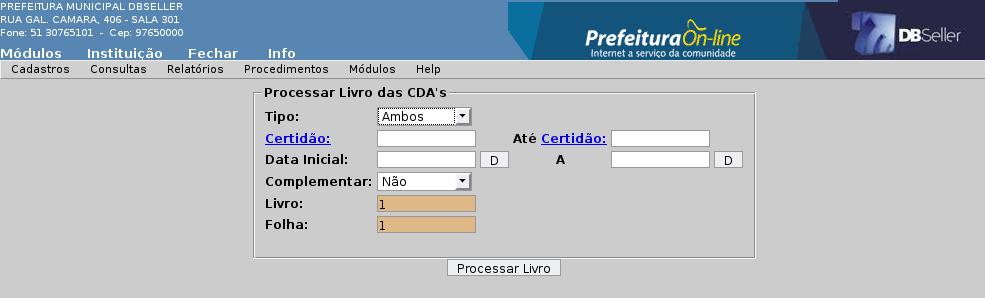 PREFEITURA MUNICIPAL DBSELLER
RUA GAL. CAMARA, 406 - SALA 301
Fone: 51 30765101 - Cep: 97650000
Prefeitura On-line
Internet a serviço da comunidade
DBSeller
Módulos Instituição Fechar Info
Cadastros Consultas Relatórios Procedimentos Módulos Help
Processar Livro das CDA's
Tipo: Ambos
Certidão: Até Certidão:
Data Inicial: D A D
Complementar: Não
Livro: 1
Folha: 1
Processar Livro